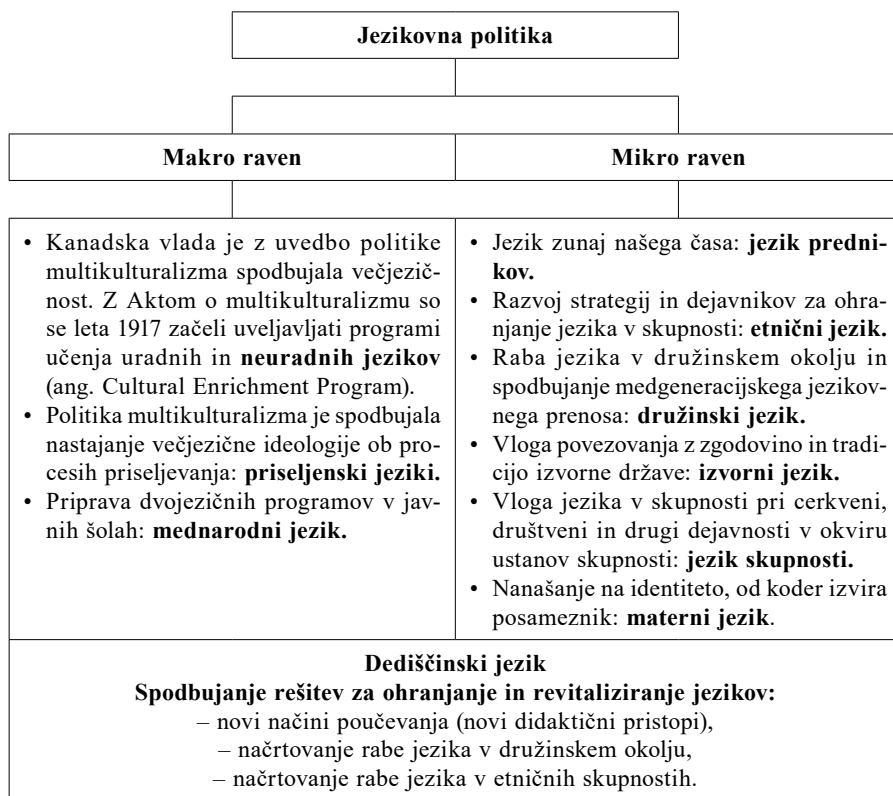 Jezikovna politika
Makro raven
Mikro raven
• Kanadska vlada je z uvedbo politike
multikulturalizma spodbujala večjezič-
nost. Z Aktom o multikulturalizmu so
se leta 1917 začeli uveljavljati programi
učenja uradnih in neuradnih jezikov
(ang. Cultural Enrichment Program).
• Politika multikulturalizma je spodbujala
nastajanje večjezične ideologije ob pro-
cesih priseljevanja: priseljenski jeziki.
• Priprava dvojezičnih programov v jav-
nih šolah: mednarodni jezik.
• Jezik zunaj našega časa: jezik predni-
kov.
• Razvoj strategij in dejavnikov za ohra-
njanje jezika v skupnosti: etnični jezik.
• Raba jezika v družinskem okolju in
spodbujanje medgeneracijskega jezikov-
nega prenosa: družinski jezik.
• Vloga povezovanja z zgodovino in tradi-
cijo izvorne države: izvorni jezik.
• Vloga jezika v skupnosti pri cerkveni,
društveni in drugi dejavnosti v okviru
ustanov skupnosti: jezik skupnosti.
• Nanašanje na identiteto, od koder izvira
posameznik: materni jezik.
Dediščinski jezik
Spodbujanje rešitev za ohranjanje in revitaliziranje jezikov:
– novi načini poučevanja (novi didaktični pristopi),
– načrtovanje rabe jezika v družinskem okolju,
– načrtovanje rabe jezika v etničnih skupnostih.